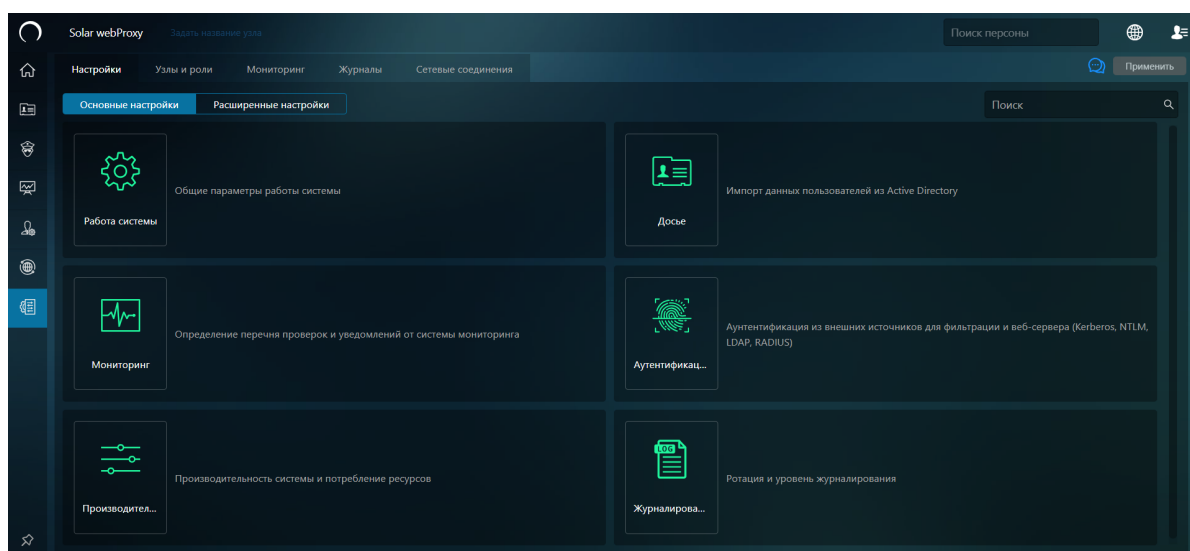 Solar webProxy
Задать название узла
Поиск персоны
Настройки
Узлы и роли
Мониторинг
Журналы
Сетевые соединения
Применить
Основные настройки
Расширенные настройки
Поиск
Работа системы
Общие параметры работы системы
Досье
Импорт данных пользователей из Active Directory
Мониторинг
Определение перечня проверок и уведомлений от системы мониторинга
Аутентификац...
Аунтентификация из внешних источников для фильтрации и веб-сервера (Kerberos, NTLM,
LDAP, RADIUS)
Производител...
Производительность системы и потребление ресурсов
LOG
Журналирова...
Ротация и уровень журналирования